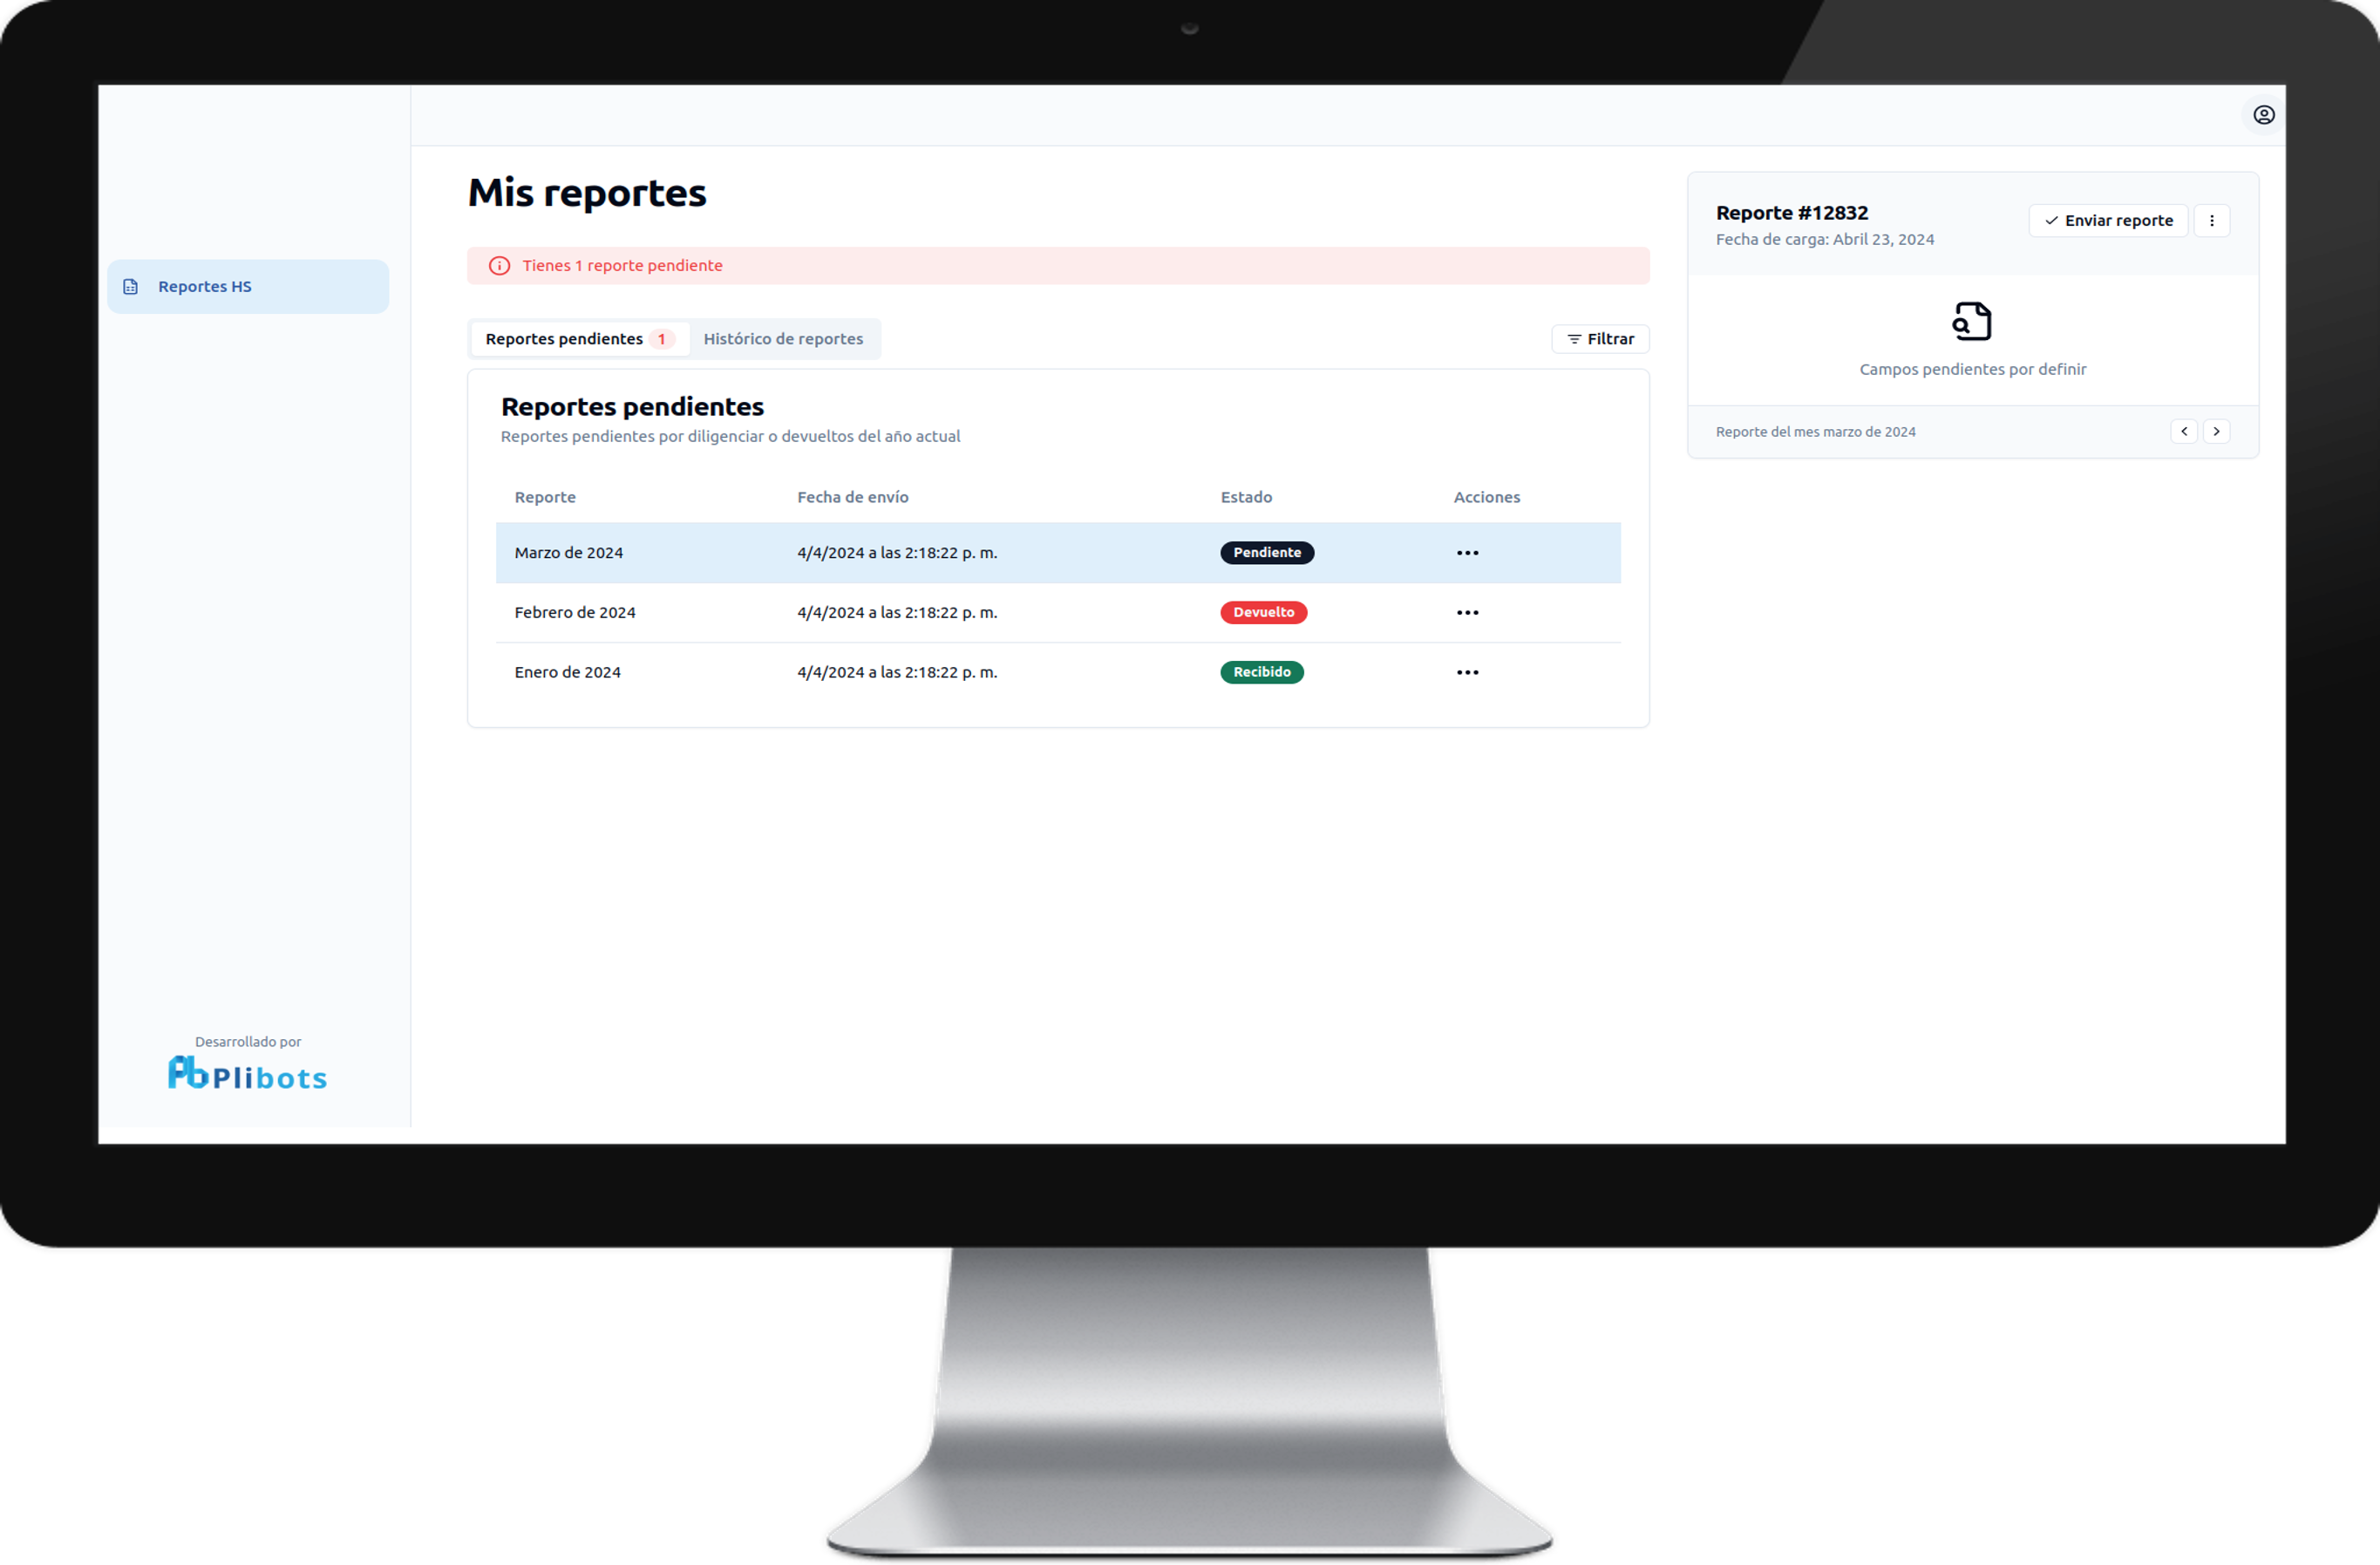 Reportes HS
Desarrollado por
Plibots
Mis reportes
Tienes 1 reporte pendiente
Reportes pendientes 1 Histórico de reportes Filtrar
Reportes pendientes
Reportes pendientes por diligenciar o devueltos del año actual
Reporte Fecha de envío Estado Acciones
Marzo de 2024 4/4/2024 a las 2:18:22 p. m. Pendiente
Febrero de 2024 4/4/2024 a las 2:18:22 p. m. Devuelto
Enero de 2024 4/4/2024 a las 2:18:22 p. m. Recibido
Reporte #12832
Fecha de carga: Abril 23, 2024
Enviar reporte
Campos pendientes por definir
Reporte del mes marzo de 2024